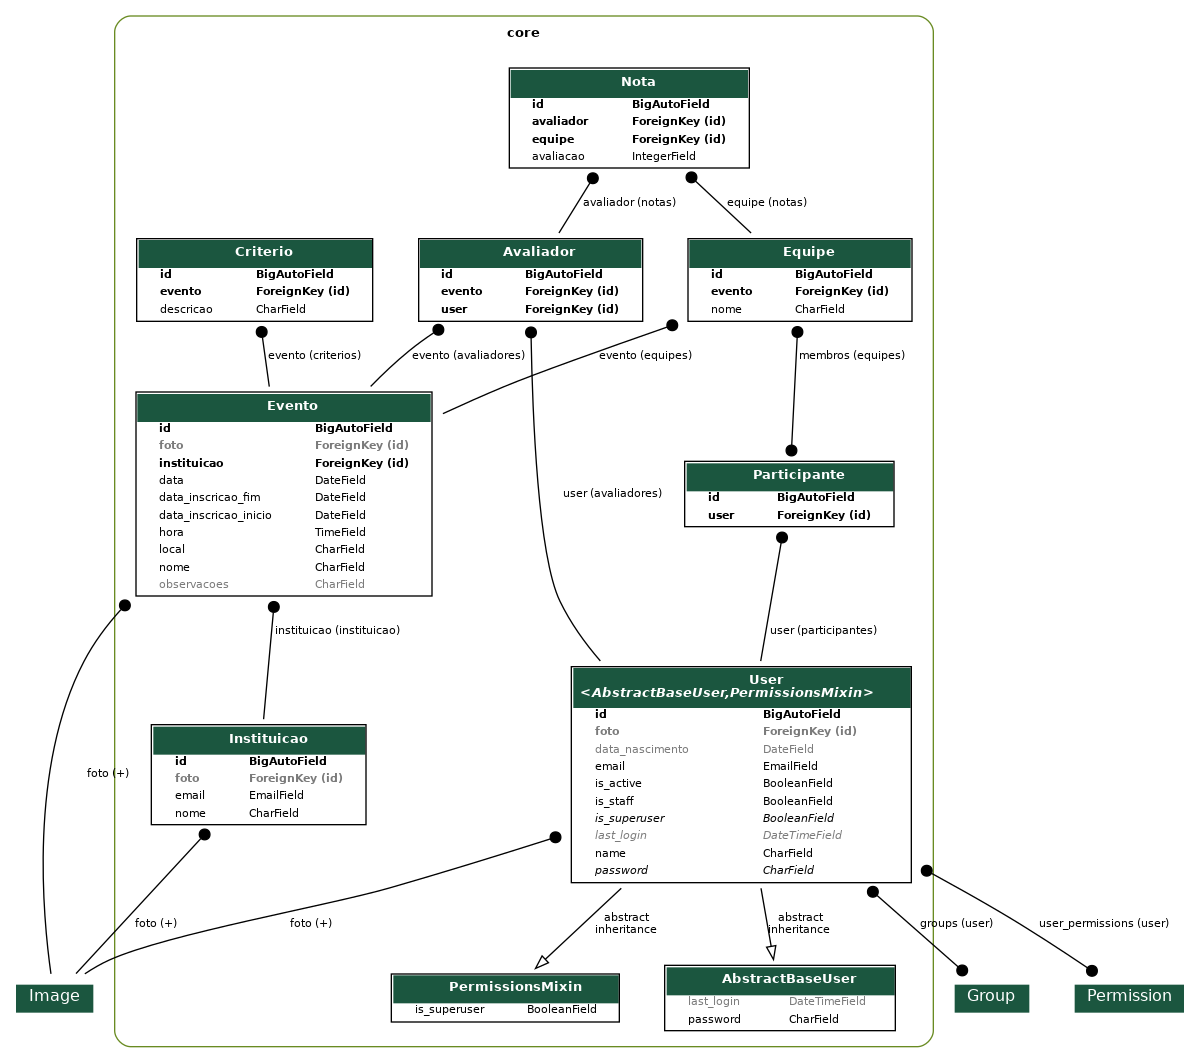 core
Nota
id BigAutoField
avaliador ForeignKey (id)
equipe ForeignKey (id)
avaliacao IntegerField
avaliador (notas)
equipe (notas)
Criterio
id BigAutoField
evento ForeignKey (id)
descricao CharField
Avaliador
id BigAutoField
evento ForeignKey (id)
user ForeignKey (id)
Equipe
id BigAutoField
evento ForeignKey (id)
nome CharField
evento (criterios)
evento (avaliadores)
evento (equipes)
membros (equipes)
Evento
id BigAutoField
foto ForeignKey (id)
instituicao ForeignKey (id)
data DateField
data_inscricao_fim DateField
data_inscricao_inicio DateField
hora TimeField
local CharField
nome CharField
observacoes CharField
user (avaliadores)
Participante
id BigAutoField
user ForeignKey (id)
instituicao (instituicao)
user (participantes)
User
<AbstractBaseUser,PermissionsMixin>
id BigAutoField
foto ForeignKey (id)
data_nascimento DateField
email EmailField
is_active BooleanField
is_staff BooleanField
is_superuser BooleanField
last_login DateTimeField
name CharField
password CharField
Instituicao
id BigAutoField
foto ForeignKey (id)
email EmailField
nome CharField
foto (+)
foto (+)
foto (+)
abstract
inheritance
abstract
inheritance
groups (user)
user_permissions (user)
PermissionsMixin
is_superuser BooleanField
AbstractBaseUser
last_login DateTimeField
password CharField
Image
Group
Permission